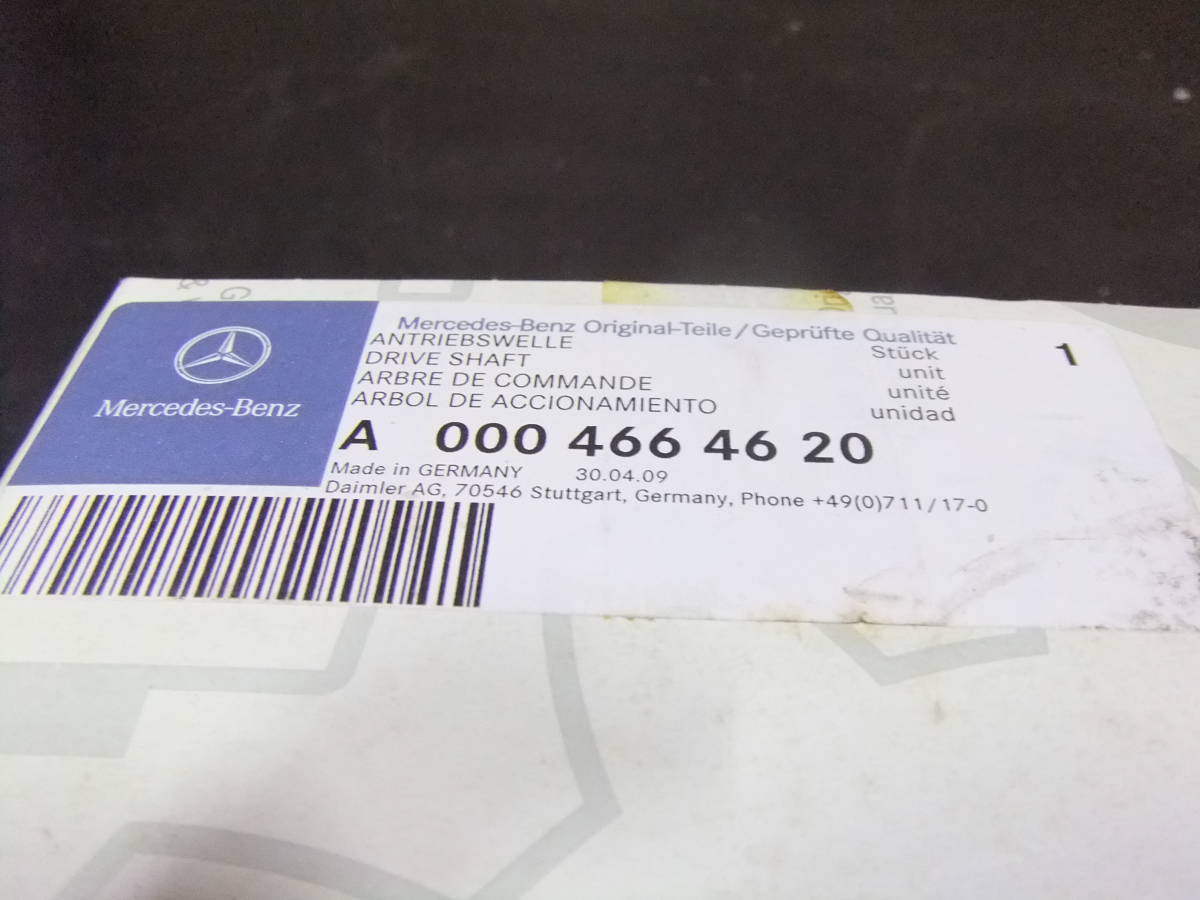 Mercedes-Benz
Mercedes-Benz Original-Teile/Geprüfte Qualität
ANTRIEBSWELLE Stück 1
DRIVE SHAFT unit
ARBRE DE COMMANDE unité
ARBOL DE ACCIONAMIENTO unidad
A 000 466 46 20
Made in GERMANY 30.04.09
Daimler AG, 70546 Stuttgart, Germany, Phone +49(0)711/17-0